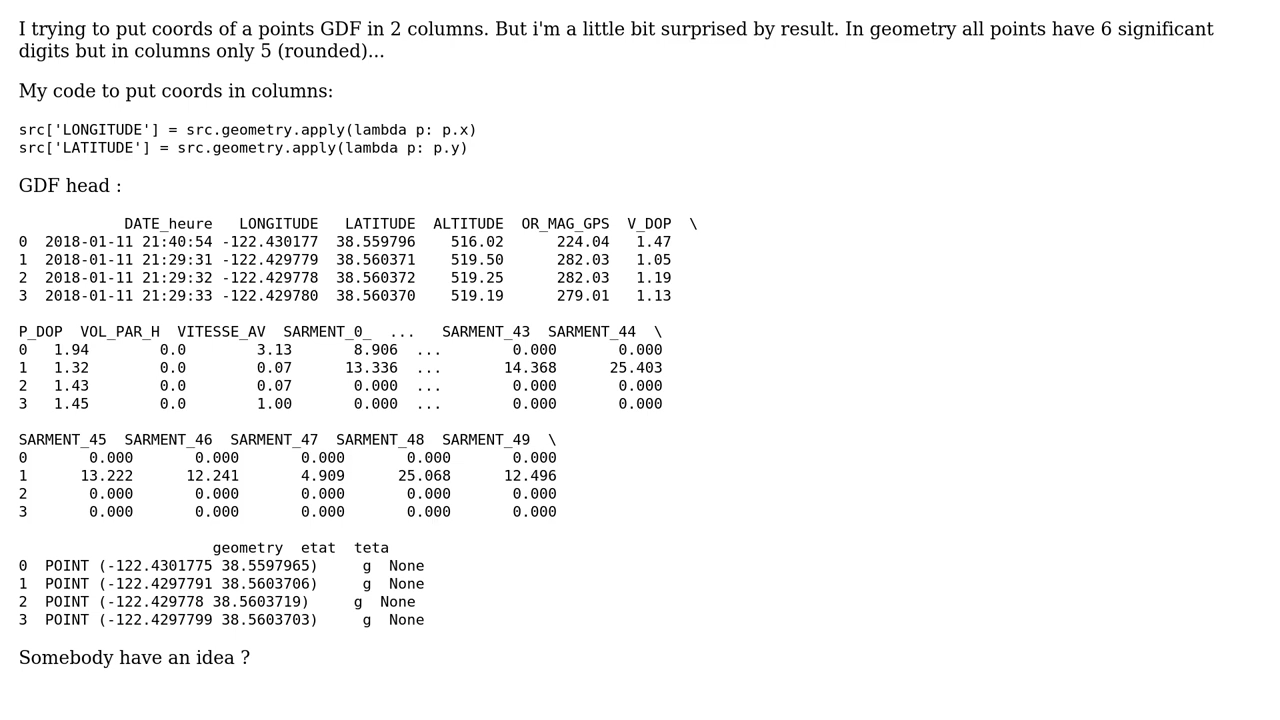 I trying to put coords of a points GDF in 2 columns. But i'm a little bit surprised by result. In geometry all points have 6 significant
digits but in columns only 5 (rounded)...
My code to put coords in columns:
src['LONGITUDE'] = src.geometry.apply(lambda p: p.x)
src['LATITUDE'] = src.geometry.apply(lambda p: p.y)
GDF head :
            DATE_heure   LONGITUDE   LATITUDE  ALTITUDE  OR_MAG_GPS  V_DOP  \
0  2018-01-11 21:40:54 -122.430177  38.559796    516.02      224.04   1.47
1  2018-01-11 21:29:31 -122.429779  38.560371    519.50      282.03   1.05
2  2018-01-11 21:29:32 -122.429778  38.560372    519.25      282.03   1.19
3  2018-01-11 21:29:33 -122.429780  38.560370    519.19      279.01   1.13
P_DOP  VOL_PAR_H  VITESSE_AV  SARMENT_0_  ...   SARMENT_43  SARMENT_44  \
0   1.94        0.0        3.13       8.906  ...        0.000       0.000
1   1.32        0.0        0.07      13.336  ...       14.368      25.403
2   1.43        0.0        0.07       0.000  ...        0.000       0.000
3   1.45        0.0        1.00       0.000  ...        0.000       0.000
SARMENT_45  SARMENT_46  SARMENT_47  SARMENT_48  SARMENT_49  \
0       0.000       0.000       0.000       0.000       0.000
1      13.222      12.241       4.909      25.068      12.496
2       0.000       0.000       0.000       0.000       0.000
3       0.000       0.000       0.000       0.000       0.000
                      geometry  etat  teta
0  POINT (-122.4301775 38.5597965)     g  None
1  POINT (-122.4297791 38.5603706)     g  None
2  POINT (-122.429778 38.5603719)     g  None
3  POINT (-122.4297799 38.5603703)     g  None
Somebody have an idea ?